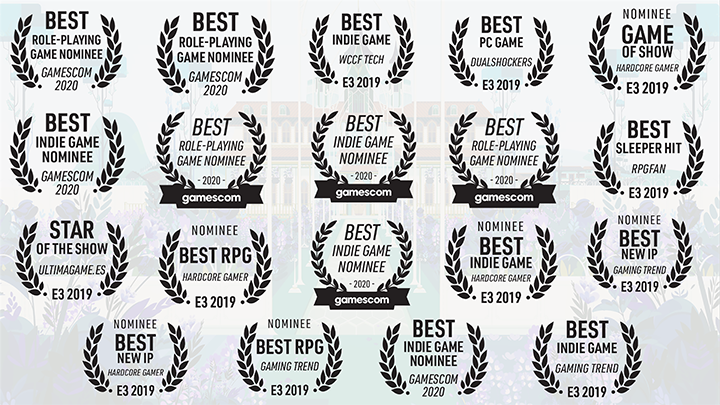 BEST
ROLE-PLAYING
GAME NOMINEE
GAMESCOM
2020
BEST
ROLE-PLAYING
GAME NOMINEE
GAMESCOM
2020
BEST
INDIE GAME
WCCF TECH
E3 2019
BEST
PC GAME
DUALSHOCKERS
E3 2019
NOMINEE
GAME
OF SHOW
HARDCORE GAMER
E3 2019
BEST
INDIE GAME
NOMINEE
GAMESCOM
2020
BEST
ROLE-PLAYING
GAME NOMINEE
- 2020 -
gamescom
BEST
INDIE GAME
NOMINEE
- 2020 -
gamescom
BEST
ROLE-PLAYING
GAME NOMINEE
- 2020 -
gamescom
BEST
SLEEPER HIT
RPGFAN
E3 2019
STAR
OF THE SHOW
ULTIMAGAME.ES
E3 2019
NOMINEE
BEST RPG
HARDCORE GAMER
E3 2019
BEST
INDIE GAME
NOMINEE
- 2020 -
gamescom
NOMINEE
BEST
INDIE GAME
HARDCORE GAMER
E3 2019
NOMINEE
BEST
NEW IP
GAMING TREND
E3 2019
NOMINEE
BEST
NEW IP
HARDCORE GAMER
E3 2019
NOMINEE
BEST RPG
GAMING TREND
E3 2019
BEST
INDIE GAME
NOMINEE
GAMESCOM
2020
BEST
INDIE GAME
GAMING TREND
E3 2019